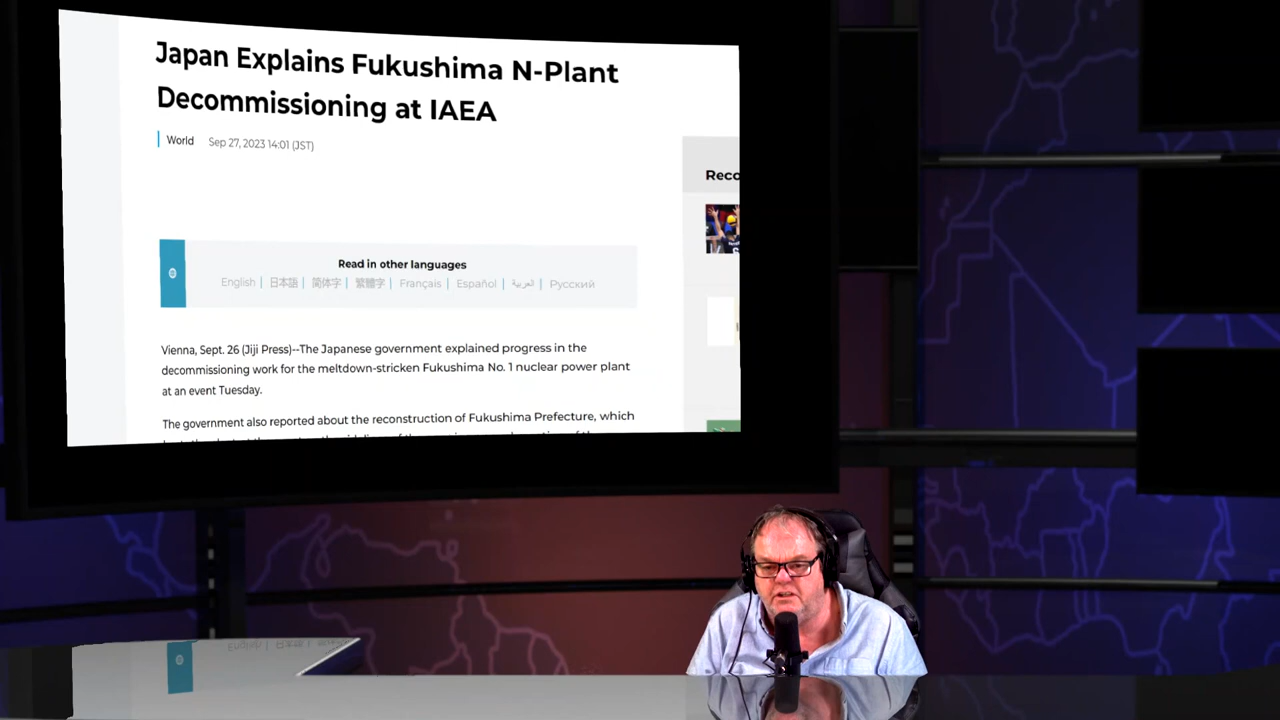 Japan Explains Fukushima N-Plant
Decommissioning at IAEA
World Sep 27, 2023 14:01 (JST)
Reco
Read in other languages
English | 日本語 | 简体字 | 繁體字 | Français | Español | العربية | Русский
Vienna, Sept. 26 (Jiji Press)--The Japanese government explained progress in the
decommissioning work for the meltdown-stricken Fukushima No. 1 nuclear power plant
at an event Tuesday.
The government also reported about the reconstruction of Fukushima Prefecture, which